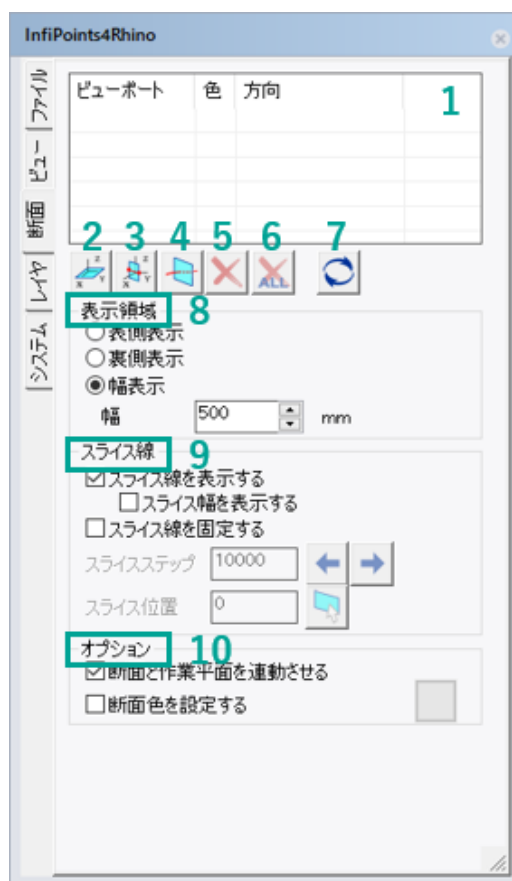 InfiPoints4Rhino
ファイル
ビュー
断面
レイヤ
システム
ビューポート 色 方向 1
2 3 4 5 6 7
ALL
表示領域 8
表側表示
裏側表示
幅表示
幅 500 mm
スライス線 9
スライス線を表示する
スライス幅を表示する
スライス線を固定する
スライスステップ 10000
スライス位置 0
オプション 10
断面と作業平面を連動させる
断面色を設定する